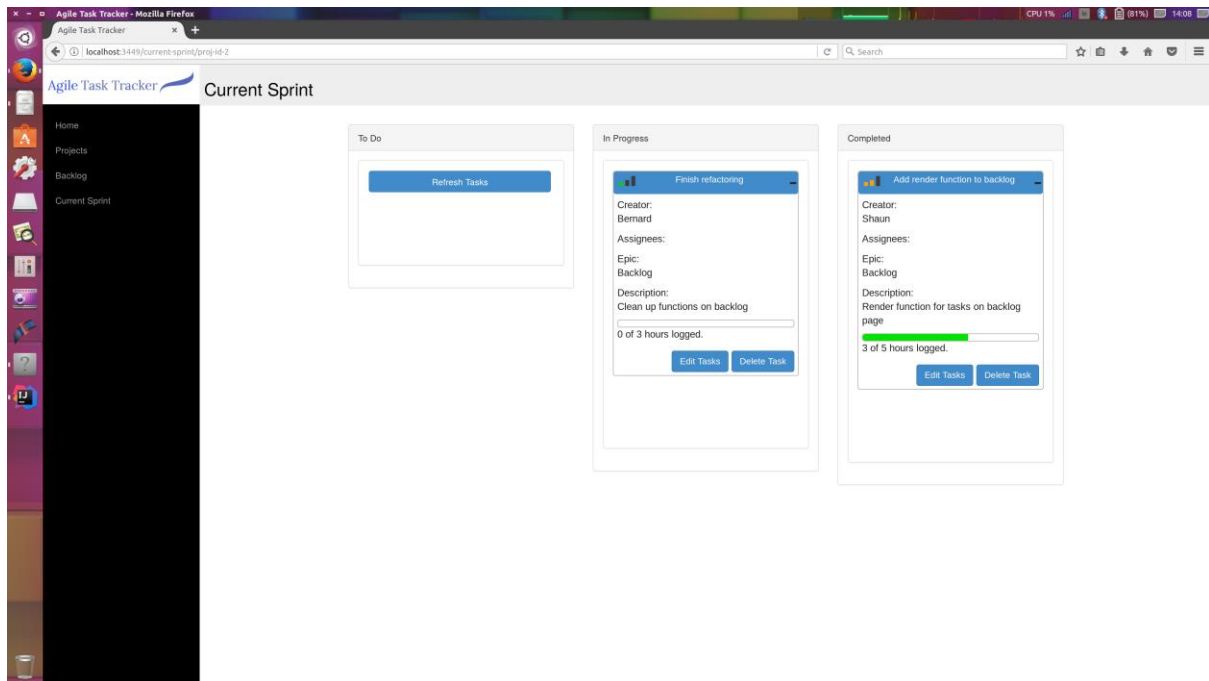 Agile Task Tracker - Mozilla Firefox
CPU 1%
(81%)
14:08
Agile Task Tracker
localhost:3449/current-sprint/proj-id-2
Search
Agile Task Tracker
Current Sprint
Home
Projects
Backlog
Current Sprint
To Do
Refresh Tasks
In Progress
Finish refactoring
Creator:
Bernard
Assignees:
Epic:
Backlog
Description:
Clean up functions on backlog
0 of 3 hours logged.
Edit Tasks
Delete Task
Completed
Add render function to backlog
Creator:
Shaun
Assignees:
Epic:
Backlog
Description:
Render function for tasks on backlog
page
3 of 5 hours logged.
Edit Tasks
Delete Task